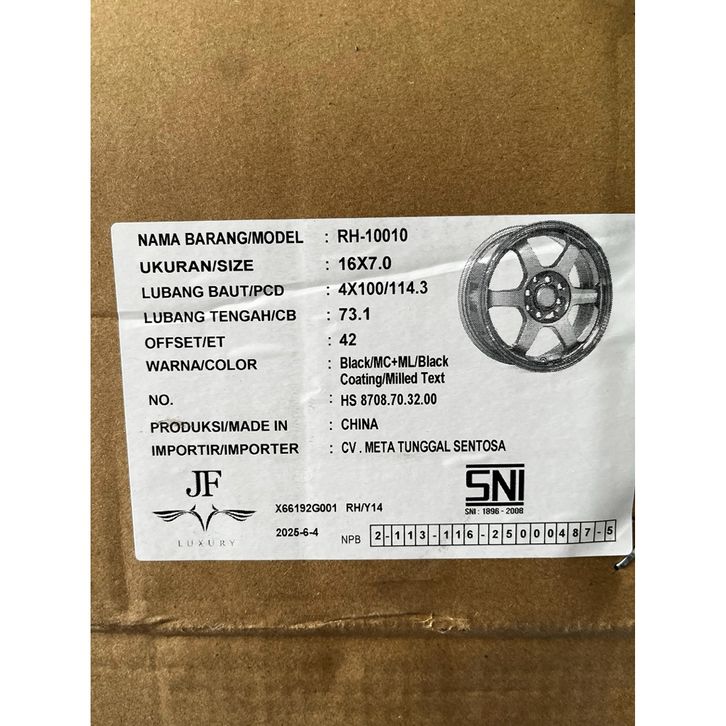 NAMA BARANG/MODEL : RH-10010
UKURAN/SIZE : 16X7.0
LUBANG BAUT/PCD : 4X100/114.3
LUBANG TENGAH/CB : 73.1
OFFSET/ET : 42
WARNA/COLOR : Black/MC+ML/Black
Coating/Milled Text
NO. : HS 8708.70.32.00
PRODUKSI/MADE IN : CHINA
IMPORTIR/IMPORTER : CV . META TUNGGAL SENTOSA
JF
LUXURY
X66192G001 RH/Y14
2025-6-4
SNI
SNI : 1896 - 2008
NPB 2-113-116-25000487-5